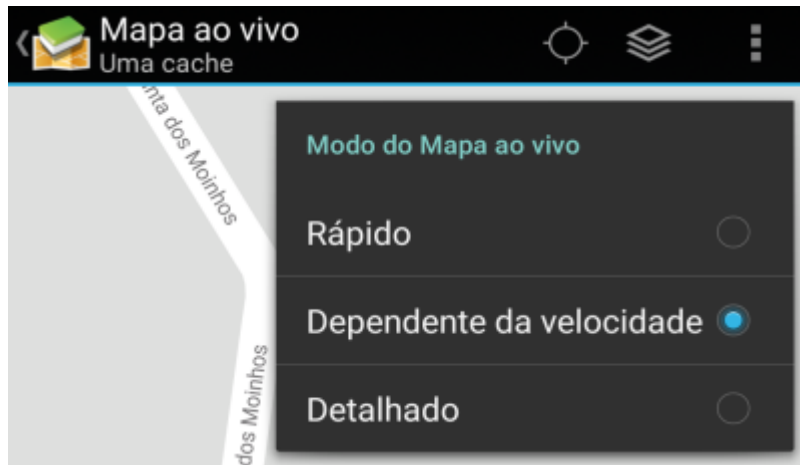 Mapa ao vivo
Uma cache
nta dos Moinhos
Modo do Mapa ao vivo
Rápido
Dependente da velocidade
dos Moinhos
Detalhado